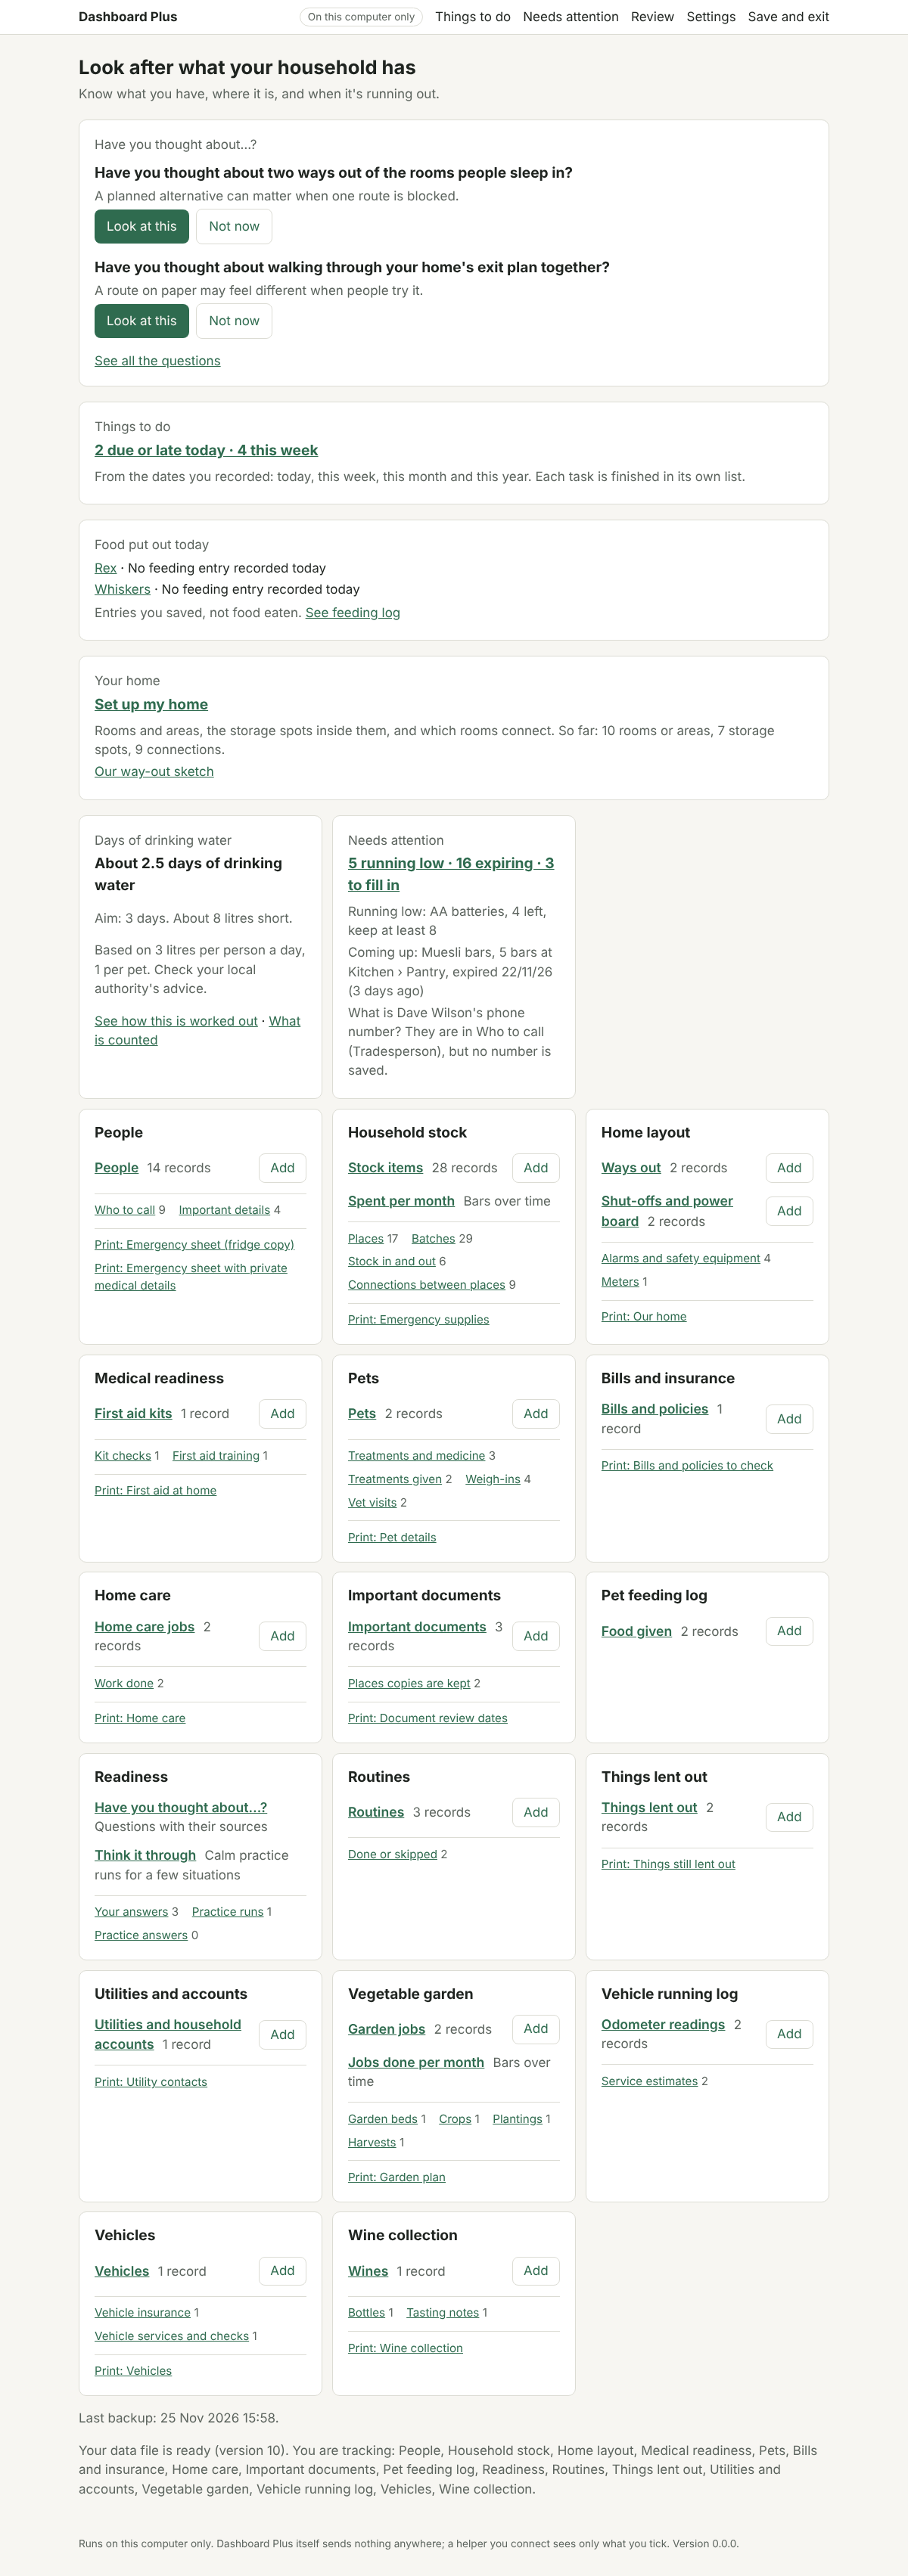 Dashboard Plus
On this computer only
Things to do
Needs attention
Review
Settings
Save and exit
Look after what your household has
Know what you have, where it is, and when it's running out.
Have you thought about...?
Have you thought about two ways out of the rooms people sleep in?
A planned alternative can matter when one route is blocked.
Look at this
Not now
Have you thought about walking through your home's exit plan together?
A route on paper may feel different when people try it.
Look at this
Not now
See all the questions
Things to do
2 due or late today · 4 this week
From the dates you recorded: today, this week, this month and this year. Each task is finished in its own list.
Food put out today
Rex · No feeding entry recorded today
Whiskers · No feeding entry recorded today
Entries you saved, not food eaten. See feeding log
Your home
Set up my home
Rooms and areas, the storage spots inside them, and which rooms connect. So far: 10 rooms or areas, 7 storage
spots, 9 connections.
Our way-out sketch
Days of drinking water
About 2.5 days of drinking
water
Aim: 3 days. About 8 litres short.
Based on 3 litres per person a day,
1 per pet. Check your local
authority's advice.
See how this is worked out · What
is counted
Needs attention
5 running low · 16 expiring · 3
to fill in
Running low: AA batteries, 4 left,
keep at least 8
Coming up: Muesli bars, 5 bars at
Kitchen › Pantry, expired 22/11/26
(3 days ago)
What is Dave Wilson's phone
number? They are in Who to call
(Tradesperson), but no number is
saved.
People
People 14 records
Add
Who to call 9 Important details 4
Print: Emergency sheet (fridge copy)
Print: Emergency sheet with private
medical details
Household stock
Stock items 28 records
Add
Spent per month Bars over time
Places 17 Batches 29
Stock in and out 6
Connections between places 9
Print: Emergency supplies
Home layout
Ways out 2 records
Add
Shut-offs and power
board 2 records
Add
Alarms and safety equipment 4
Meters 1
Print: Our home
Medical readiness
First aid kits 1 record
Add
Kit checks 1 First aid training 1
Print: First aid at home
Pets
Pets 2 records
Add
Treatments and medicine 3
Treatments given 2 Weigh-ins 4
Vet visits 2
Print: Pet details
Bills and insurance
Bills and policies 1
record
Add
Print: Bills and policies to check
Home care
Home care jobs 2
records
Add
Work done 2
Print: Home care
Important documents
Important documents 3
records
Add
Places copies are kept 2
Print: Document review dates
Pet feeding log
Food given 2 records
Add
Readiness
Have you thought about...?
Questions with their sources
Think it through Calm practice
runs for a few situations
Your answers 3 Practice runs 1
Practice answers 0
Routines
Routines 3 records
Add
Done or skipped 2
Things lent out
Things lent out 2
records
Add
Print: Things still lent out
Utilities and accounts
Utilities and household
accounts 1 record
Add
Print: Utility contacts
Vegetable garden
Garden jobs 2 records
Add
Jobs done per month Bars over
time
Garden beds 1 Crops 1 Plantings 1
Harvests 1
Print: Garden plan
Vehicle running log
Odometer readings 2
records
Add
Service estimates 2
Vehicles
Vehicles 1 record
Add
Vehicle insurance 1
Vehicle services and checks 1
Print: Vehicles
Wine collection
Wines 1 record
Add
Bottles 1 Tasting notes 1
Print: Wine collection
Last backup: 25 Nov 2026 15:58.
Your data file is ready (version 10). You are tracking: People, Household stock, Home layout, Medical readiness, Pets, Bills
and insurance, Home care, Important documents, Pet feeding log, Readiness, Routines, Things lent out, Utilities and
accounts, Vegetable garden, Vehicle running log, Vehicles, Wine collection.
Runs on this computer only. Dashboard Plus itself sends nothing anywhere; a helper you connect sees only what you tick. Version 0.0.0.